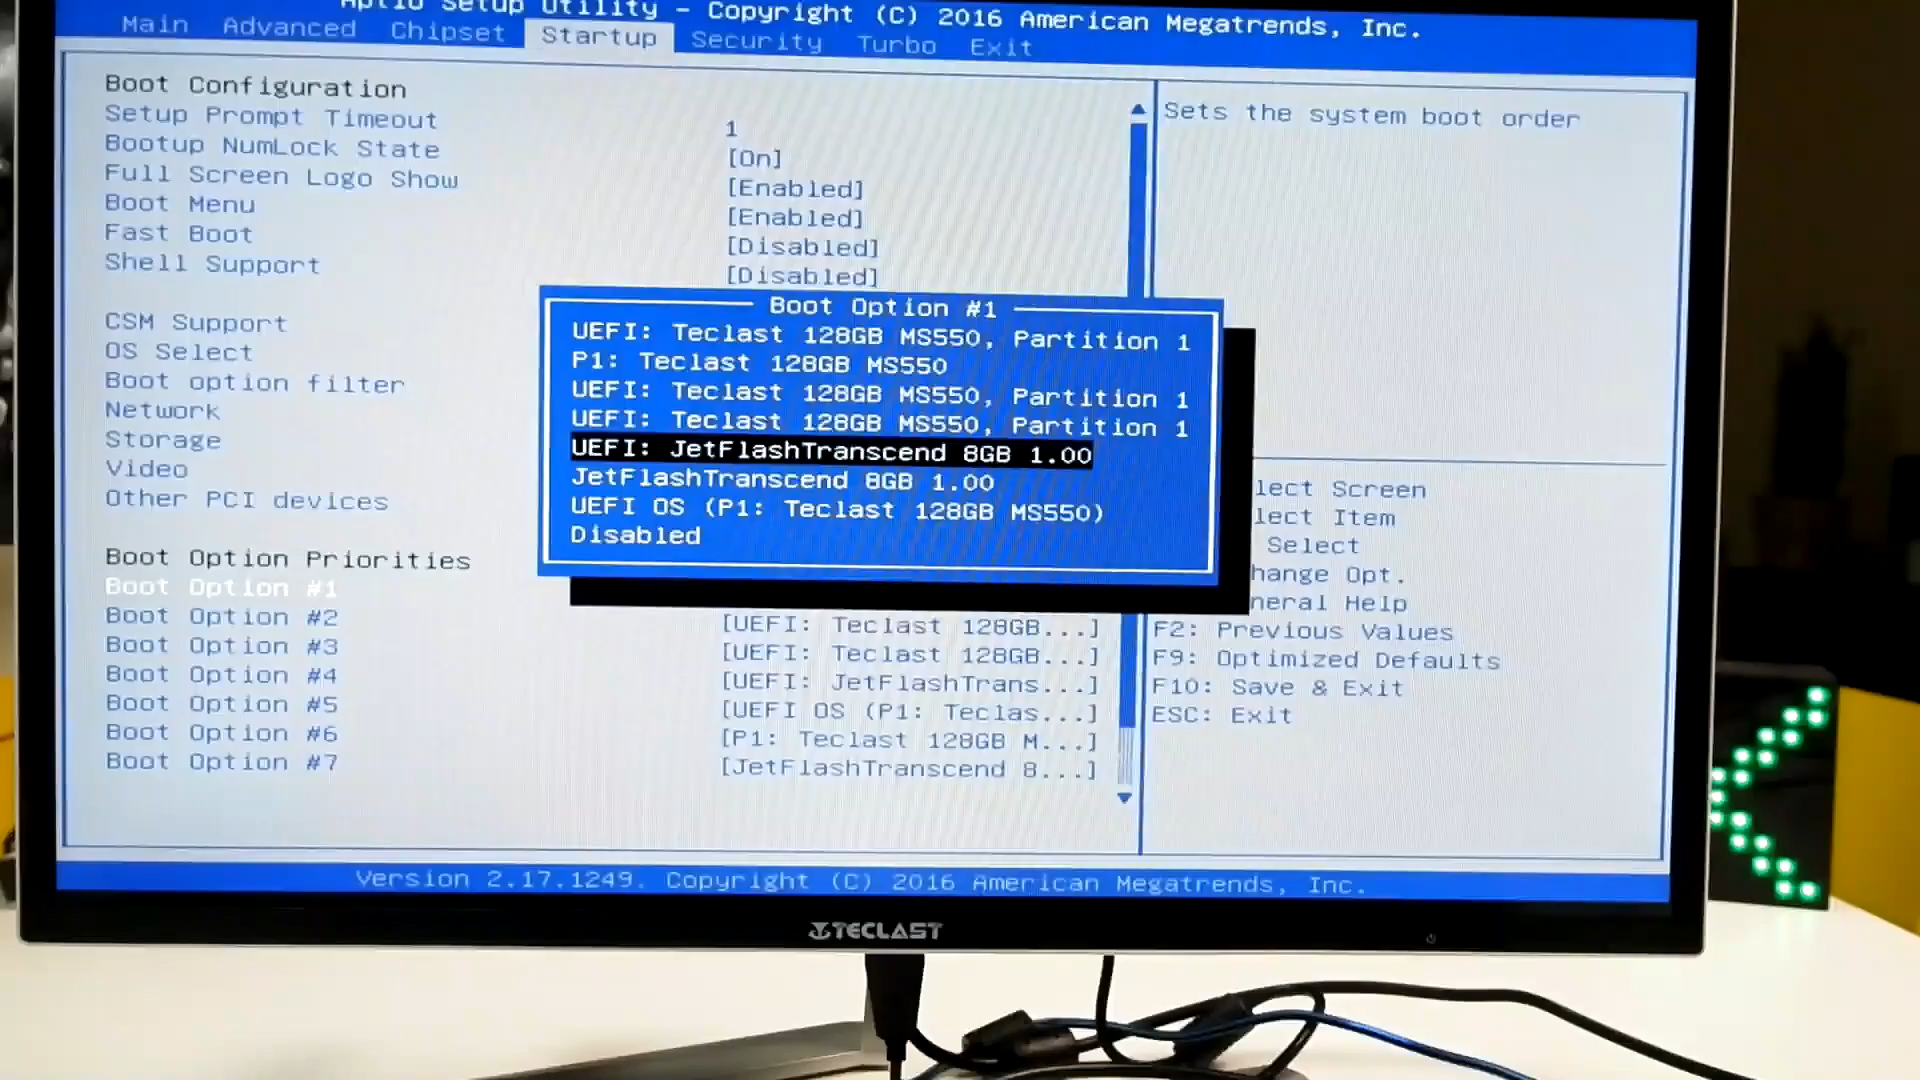 Aptio Setup Utility – Copyright (C) 2016 American Megatrends, Inc.
Main Advanced Chipset Startup Security Turbo Exit
Boot Configuration
Setup Prompt Timeout 1
Bootup NumLock State [On]
Full Screen Logo Show [Enabled]
Boot Menu [Enabled]
Fast Boot [Disabled]
Shell Support [Disabled]
CSM Support
OS Select
Boot option filter
Network
Storage
Video
Other PCI devices
Boot Option Priorities
Boot Option #1
Boot Option #2 [UEFI: Teclast 128GB...]
Boot Option #3 [UEFI: Teclast 128GB...]
Boot Option #4 [UEFI: JetFlashTrans...]
Boot Option #5 [UEFI OS (P1: Teclas...]
Boot Option #6 [P1: Teclast 128GB M...]
Boot Option #7 [JetFlashTranscend 8...]
Boot Option #1
UEFI: Teclast 128GB MS550, Partition 1
P1: Teclast 128GB MS550
UEFI: Teclast 128GB MS550, Partition 1
UEFI: Teclast 128GB MS550, Partition 1
UEFI: JetFlashTranscend 8GB 1.00
JetFlashTranscend 8GB 1.00
UEFI OS (P1: Teclast 128GB MS550)
Disabled
Sets the system boot order
lect Screen
lect Item
Select
hange Opt.
neral Help
F2: Previous Values
F9: Optimized Defaults
F10: Save & Exit
ESC: Exit
Version 2.17.1249. Copyright (C) 2016 American Megatrends, Inc.
TECLAST